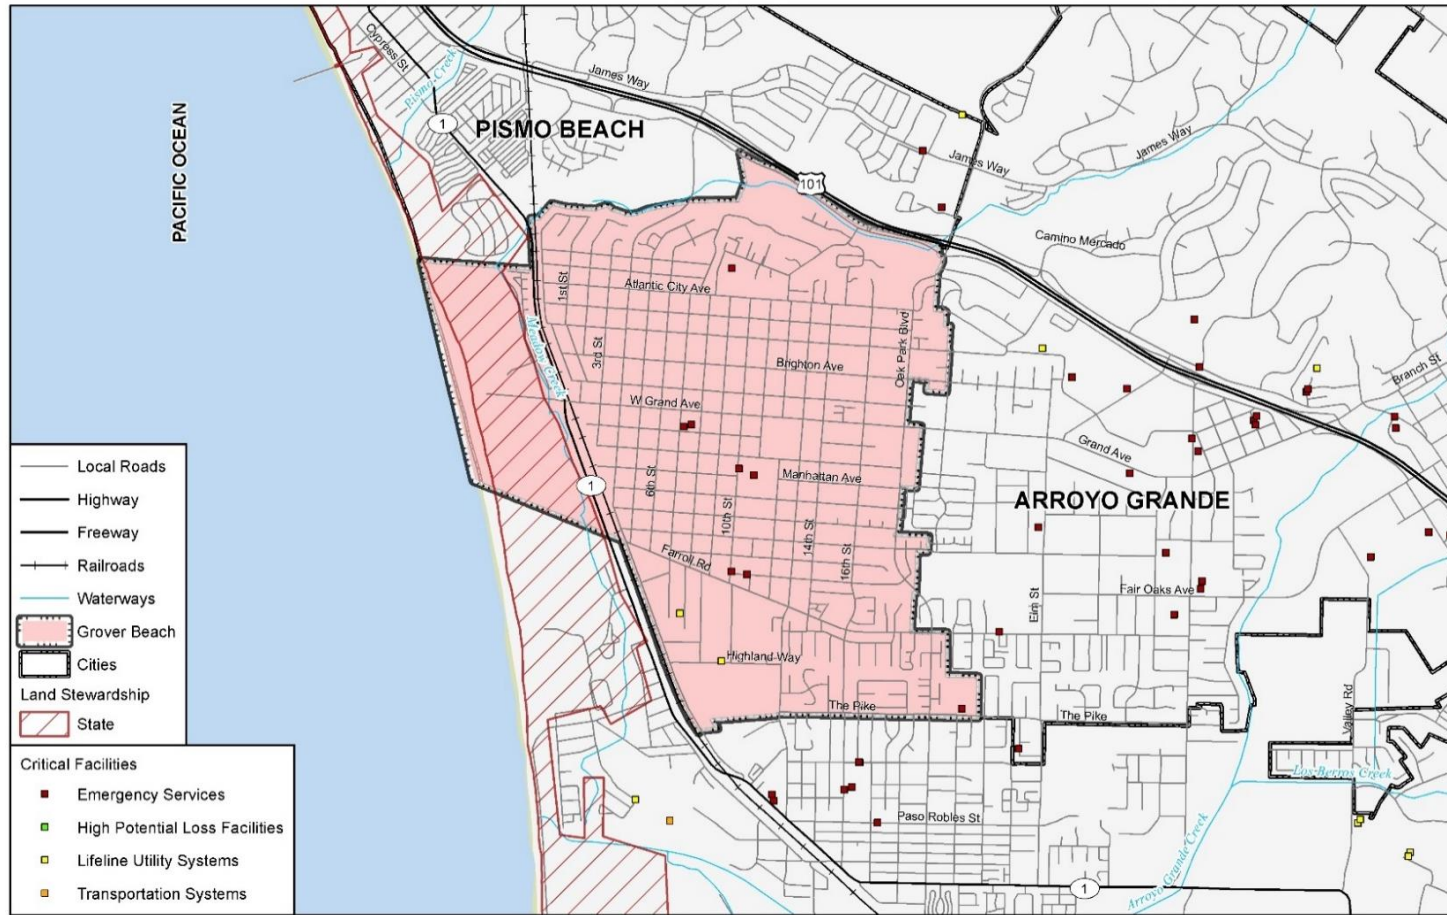 Cypress St
Pismo Creek
James Way
1
PISMO BEACH
PACIFIC OCEAN
James Way
James Way
101
Camino Mercado
1st St
Atlantic City Ave
Meadow Creek
3rd St
Oak Park Blvd
Brighton Ave
Branch St
W Grand Ave
Grand Ave
6th St
Manhattan Ave
1
ARROYO GRANDE
10th St
14th St
16th St
Farroll Rd
Elm St
Fair Oaks Ave
Highland Way
The Pike
The Pike
Valley Rd
Los Berros Creek
Paso Robles St
Arroyo Grande Creek
1
Local Roads
Highway
Freeway
Railroads
Waterways
Grover Beach
Cities
Land Stewardship
State
Critical Facilities
Emergency Services
High Potential Loss Facilities
Lifeline Utility Systems
Transportation Systems